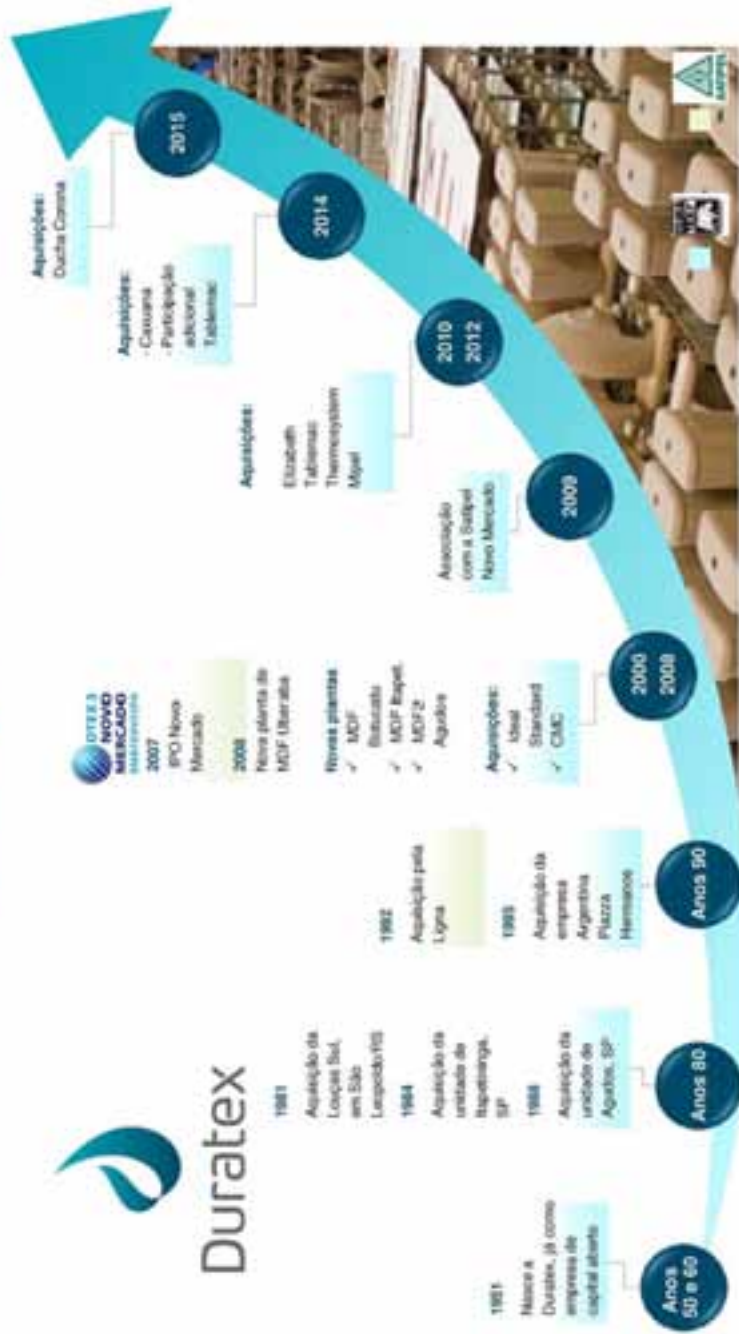 Duratex
1951
Nasce a
Duratex, já como
empresa de
capital aberto
Anos
50 e 60
1981
Aquisição da
Louças Sul,
em São
Leopoldo RS
1984
Aquisição da
unidade de
Itapetininga,
SP
1988
Aquisição da
unidade de
Agudos, SP
Anos 80
1992
Aquisição pela
Ligna
1995
Aquisição da
empresa
Argentina
Piazza
Hermanos
Anos 90
DTEX3
NOVO
MERCADO
2007
IPO Novo
Mercado
2008
Nova planta de
MDF Uberaba
Novas plantas
✓ MDF
Botucatu
✓ MDF Itapet.
✓ MDF2
Agudos
Aquisições:
✓ Ideal
Standard
✓ CMC
2000
2008
Associação
com a Satipel
Novo Mercado
2009
Aquisições:
Elizabeth
Tablemac
Thermosystem
Mipel
2010
2012
Aquisições:
- Caxuana
- Participação
adicional
Tablemac
2014
Aquisições:
Ducha Corona
2015